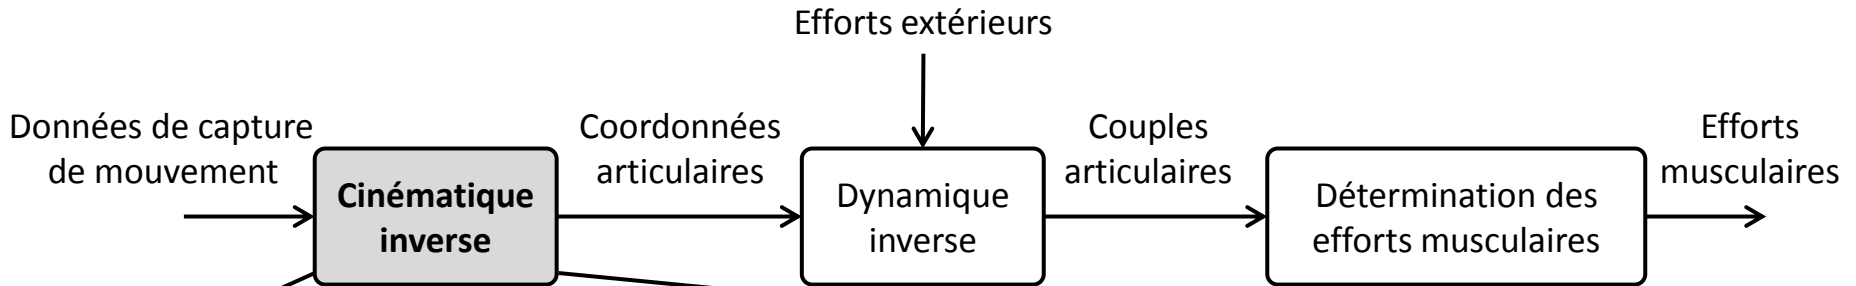 Efforts extérieurs
Données de capture
de mouvement
Cinématique
inverse
Coordonnées
articulaires
Dynamique
inverse
Couples
articulaires
Détermination des
efforts musculaires
Efforts
musculaires